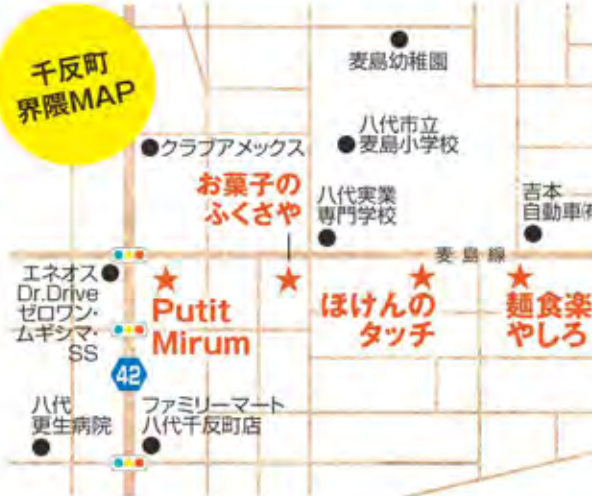 千反町
界隈MAP
麦島幼稚園
クラブアメックス
八代市立
麦島小学校
お菓子の
ふくさや
八代実業
専門学校
吉本
自動車㈲
麦島線
エネオス
Dr.Drive
ゼロワン・
ムギシマ・
SS
Putit
Mirum
ほけんの
タッチ
麺食楽
やしろ
42
八代
更生病院
ファミリーマート
八代千反町店